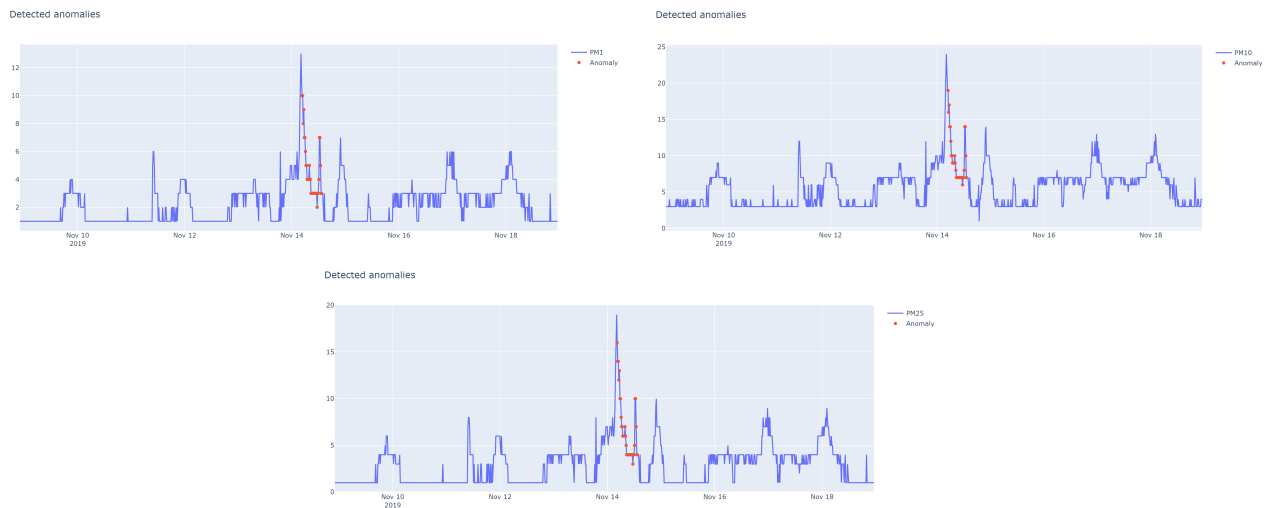 Detected anomalies
PM1
Anomaly
12
10
8
6
4
2
Nov 10
2019
Nov 12
Nov 14
Nov 16
Nov 18
Detected anomalies
PM10
Anomaly
25
20
15
10
5
0
Nov 10
2019
Nov 12
Nov 14
Nov 16
Nov 18
Detected anomalies
PM25
Anomaly
20
15
10
5
0
Nov 10
2019
Nov 12
Nov 14
Nov 16
Nov 18